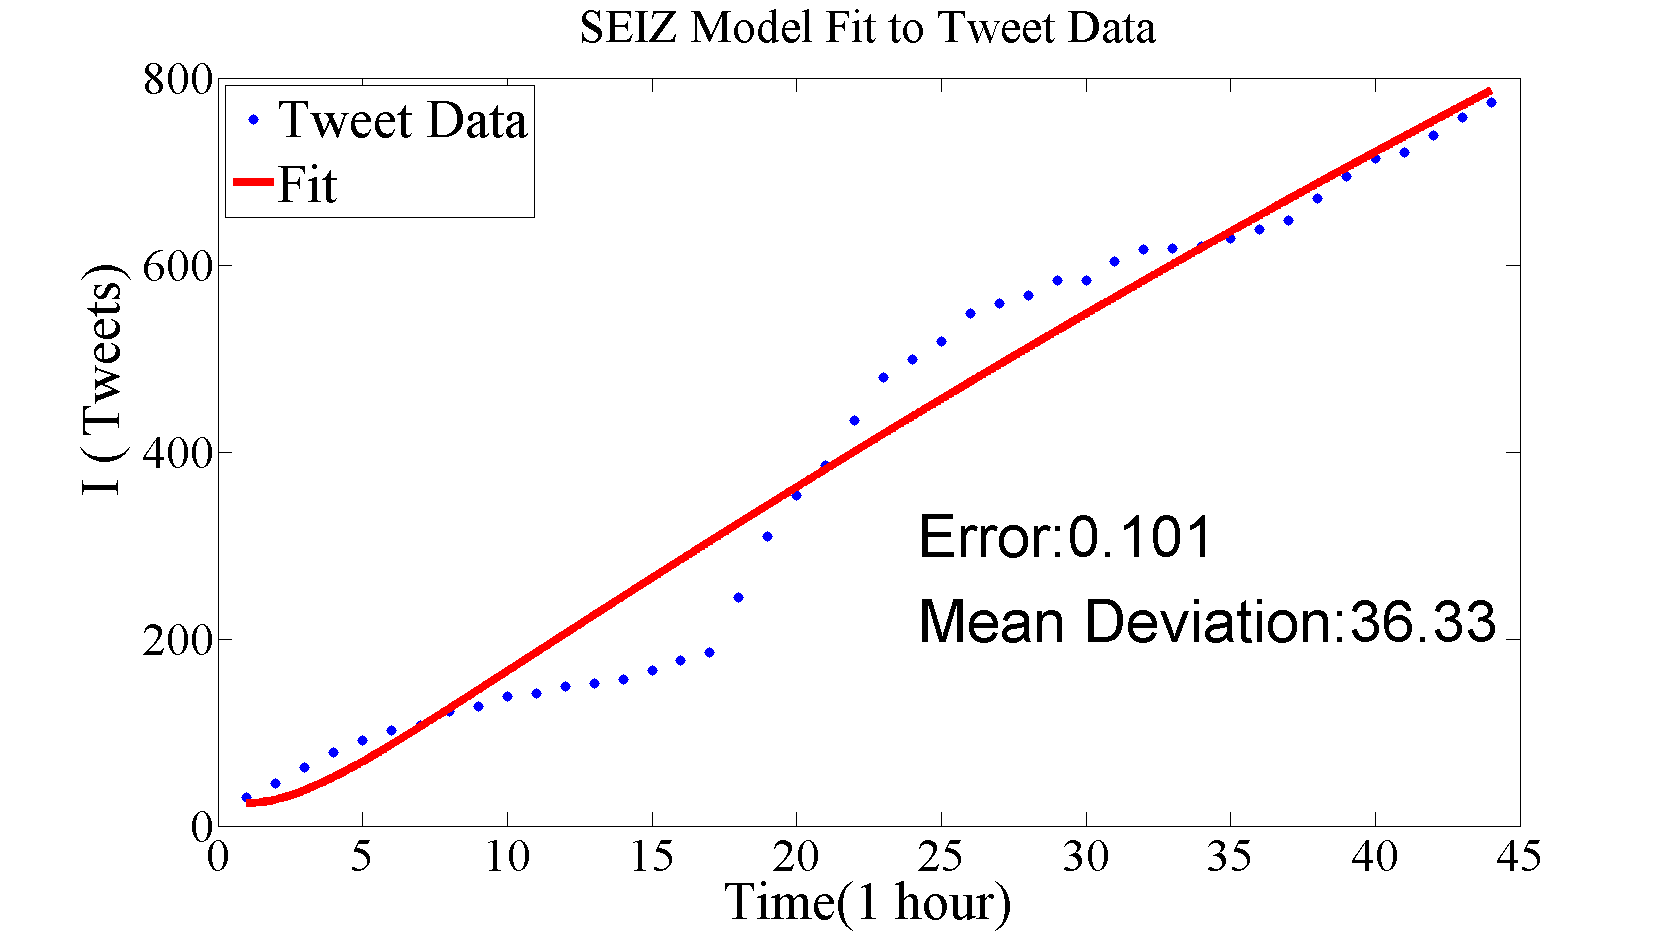 SEIZ Model Fit to Tweet Data
800
600
400
200
0
I ( Tweets)
Tweet Data
Fit
Error:0.101
Mean Deviation:36.33
0 5 10 15 20 25 30 35 40 45
Time(1 hour)